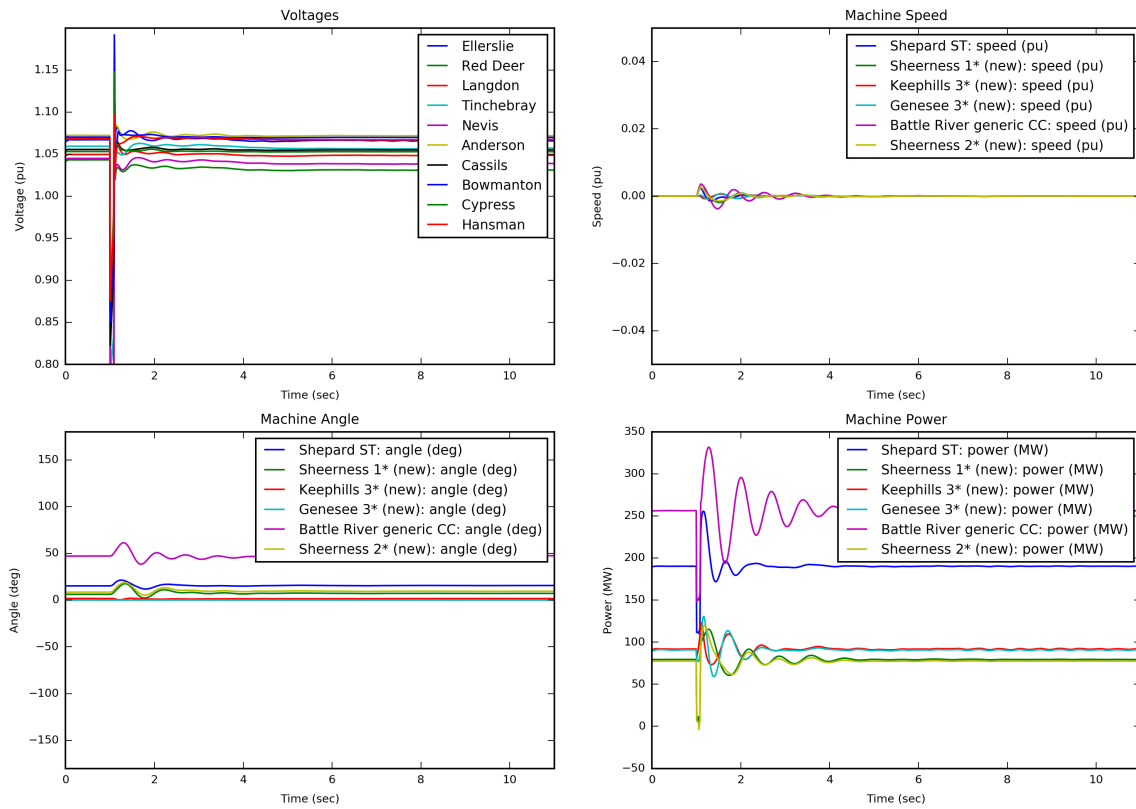 Voltages
1.15
1.10
1.05
1.00
0.95
0.90
0.85
0.80
Voltage (pu)
0 2 4 6 8 10
Time (sec)
Ellerslie
Red Deer
Langdon
Tinchebray
Nevis
Anderson
Cassils
Bowmanton
Cypress
Hansman
Machine Speed
0.04
0.02
0.00
−0.02
−0.04
Speed (pu)
0 2 4 6 8 10
Time (sec)
Shepard ST: speed (pu)
Sheerness 1* (new): speed (pu)
Keephills 3* (new): speed (pu)
Genesee 3* (new): speed (pu)
Battle River generic CC: speed (pu)
Sheerness 2* (new): speed (pu)
Machine Angle
150
100
50
0
−50
−100
−150
Angle (deg)
0 2 4 6 8 10
Time (sec)
Shepard ST: angle (deg)
Sheerness 1* (new): angle (deg)
Keephills 3* (new): angle (deg)
Genesee 3* (new): angle (deg)
Battle River generic CC: angle (deg)
Sheerness 2* (new): angle (deg)
Machine Power
350
300
250
200
150
100
50
0
−50
Power (MW)
0 2 4 6 8 10
Time (sec)
Shepard ST: power (MW)
Sheerness 1* (new): power (MW)
Keephills 3* (new): power (MW)
Genesee 3* (new): power (MW)
Battle River generic CC: power (MW)
Sheerness 2* (new): power (MW)